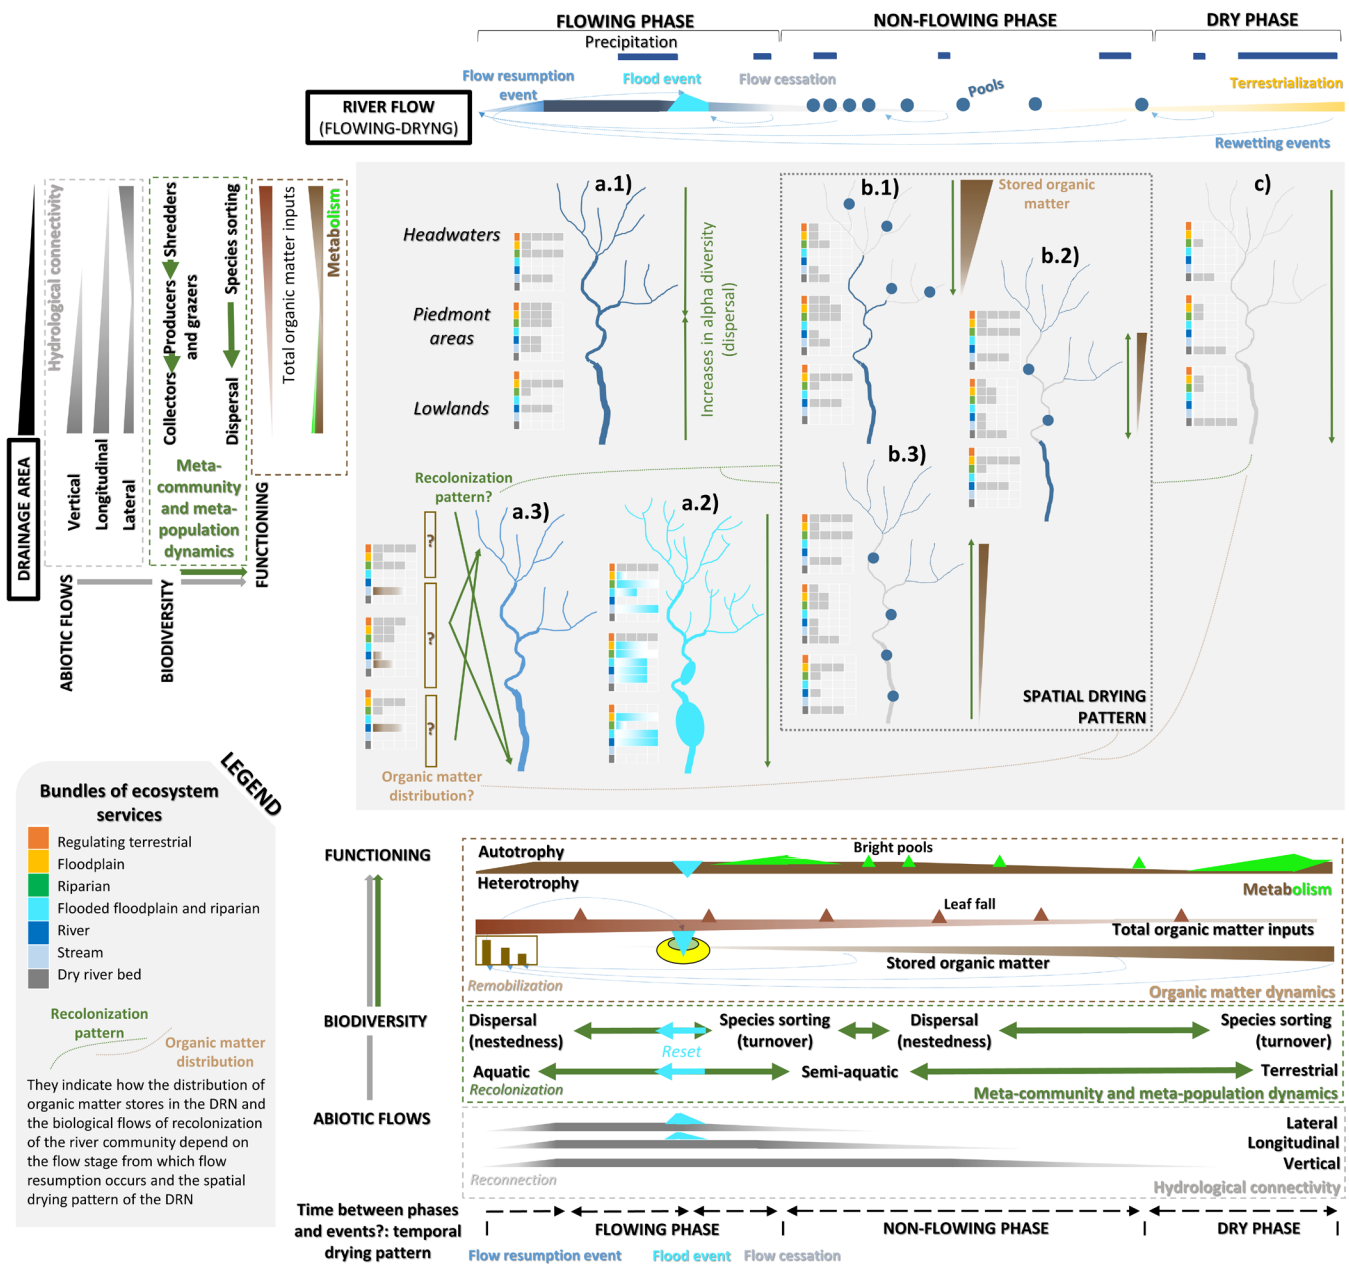 FLOWING PHASE
NON-FLOWING PHASE
DRY PHASE
Precipitation
Flow resumption
event
Flood event
Flow cessation
Pools
Terrestrialization
RIVER FLOW
(FLOWING-DRYNG)
Rewetting events
DRAINAGE AREA
Hydrological connectivity
Vertical
Longitudinal
Lateral
ABIOTIC FLOWS
Shredders
Producers
and grazers
Collectors
Species sorting
Dispersal
Meta-
community
and meta-
population
dynamics
BIODIVERSITY
Total organic matter inputs
Metabolism
FUNCTIONING
a.1)
Headwaters
Piedmont
areas
Lowlands
Increases in alpha diversity
(dispersal)
b.1)
Stored organic
matter
b.2)
b.3)
SPATIAL DRYING
PATTERN
c)
Recolonization
pattern?
a.3)
a.2)
?
?
?
Organic matter
distribution?
LEGEND
Bundles of ecosystem
services
Regulating terrestrial
Floodplain
Riparian
Flooded floodplain and riparian
River
Stream
Dry river bed
Recolonization
pattern
Organic matter
distribution
They indicate how the distribution of
organic matter stores in the DRN and
the biological flows of recolonization
of the river community depend on
the flow stage from which flow
resumption occurs and the spatial
drying pattern of the DRN
FUNCTIONING
BIODIVERSITY
ABIOTIC FLOWS
Autotrophy
Bright pools
Heterotrophy
Metabolism
Leaf fall
Total organic matter inputs
Stored organic matter
Remobilization
Organic matter dynamics
Dispersal
(nestedness)
Species sorting
(turnover)
Dispersal
(nestedness)
Species sorting
(turnover)
Reset
Aquatic
Semi-aquatic
Terrestrial
Recolonization
Meta-community and meta-population dynamics
Lateral
Longitudinal
Vertical
Reconnection
Hydrological connectivity
Time between phases
and events?: temporal
drying pattern
FLOWING PHASE
NON-FLOWING PHASE
DRY PHASE
Flow resumption event
Flood event
Flow cessation